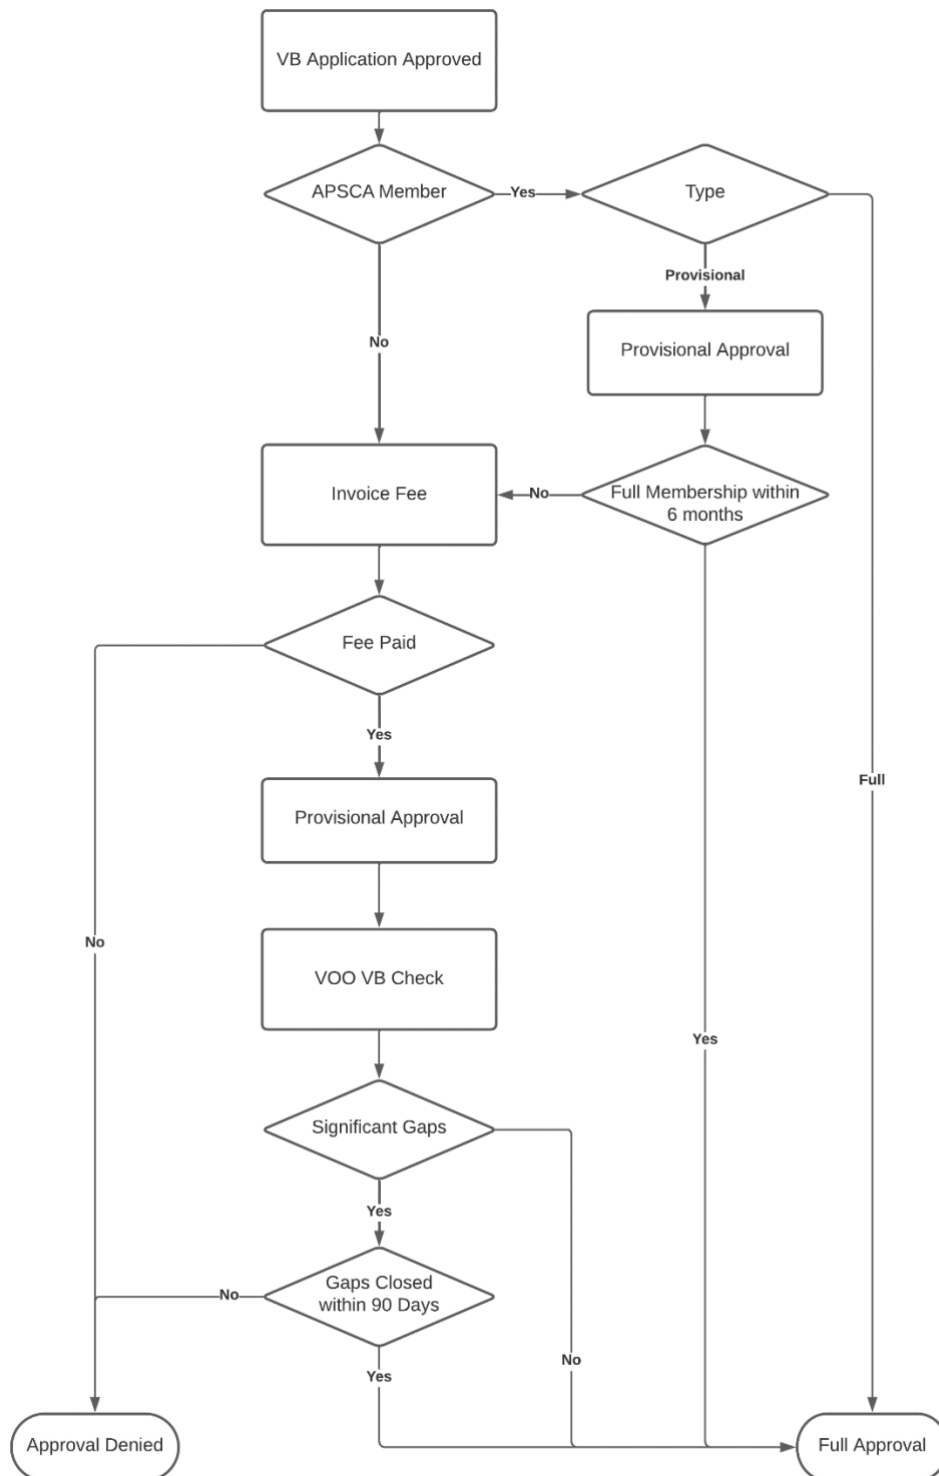 VB Application Approved
APSCA Member
Yes
Type
Provisional
No
Provisional Approval
Invoice Fee
No
Full Membership within
6 months
Fee Paid
Yes
Full
Provisional Approval
No
VOO VB Check
Yes
Significant Gaps
Yes
Gaps Closed
within 90 Days
No
No
Yes
Approval Denied
Full Approval